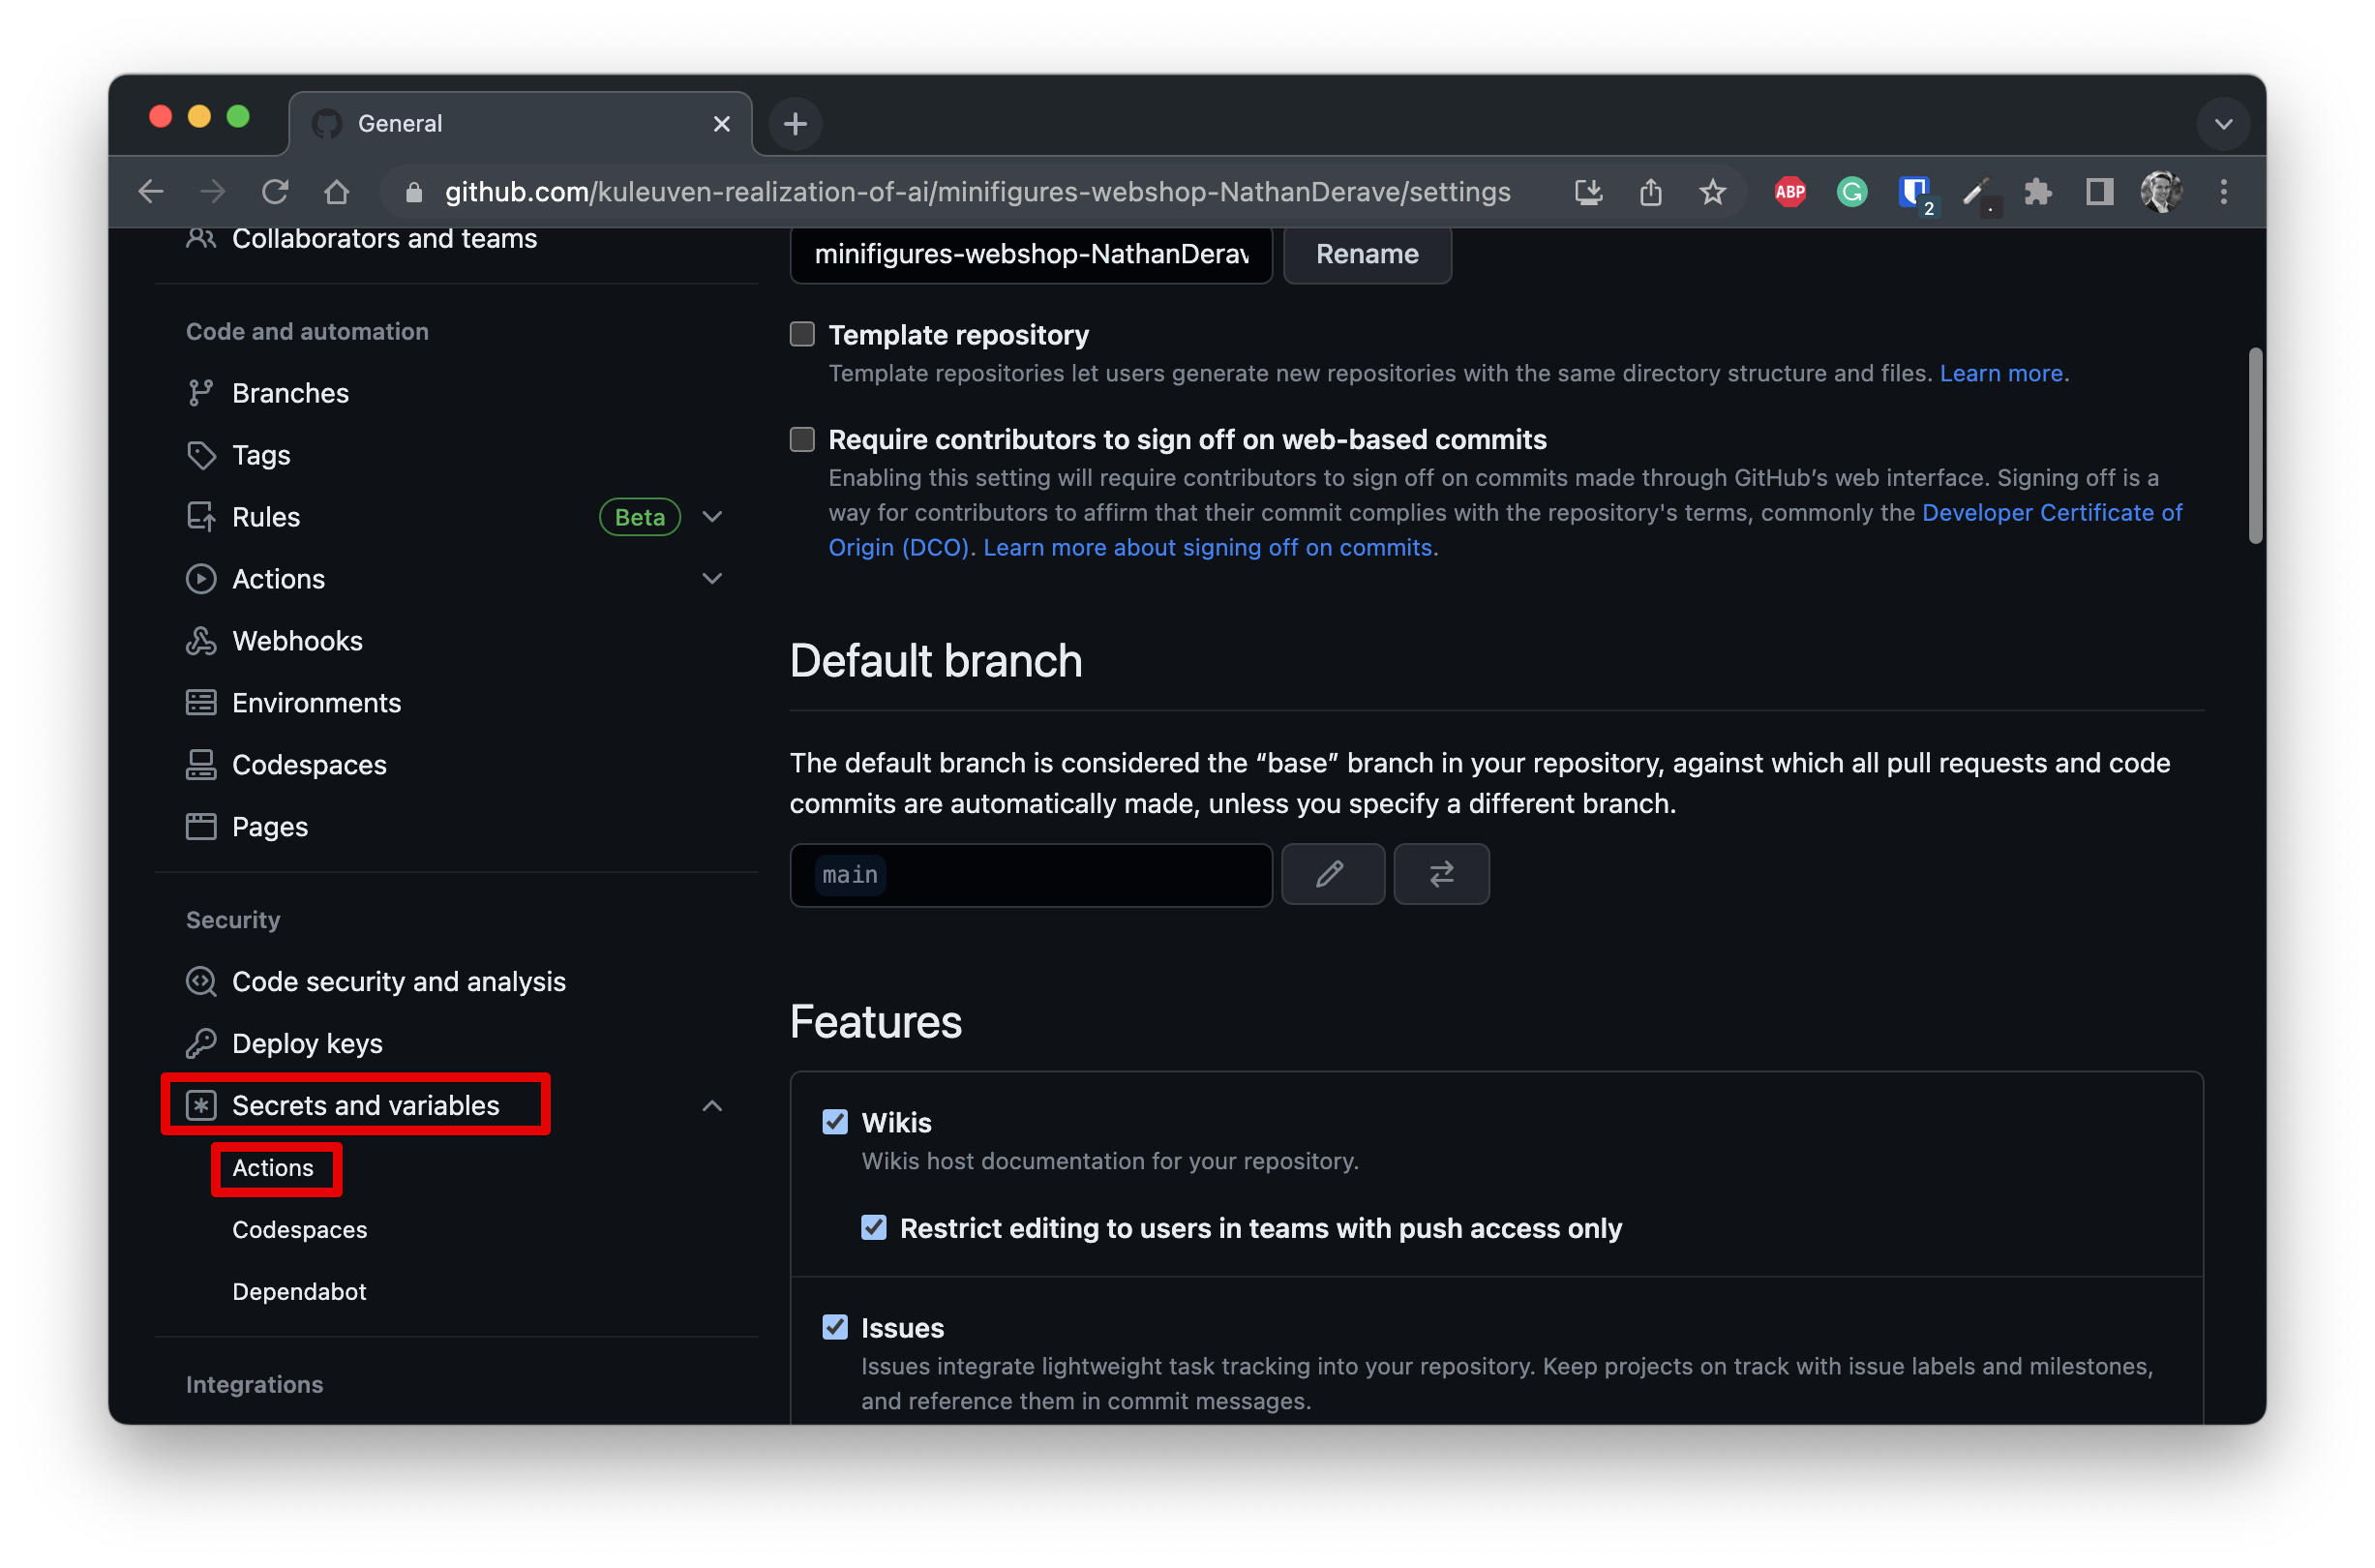 General
github.com/kuleuven-realization-of-ai/minifigures-webshop-NathanDerave/settings
ABP
G
2
Collaborators and teams
Code and automation
Branches
Tags
Rules
Beta
Actions
Webhooks
Environments
Codespaces
Pages
Security
Code security and analysis
Deploy keys
Secrets and variables
Actions
Codespaces
Dependabot
Integrations
minifigures-webshop-NathanDerav
Rename
Template repository
Template repositories let users generate new repositories with the same directory structure and files. Learn more.
Require contributors to sign off on web-based commits
Enabling this setting will require contributors to sign off on commits made through GitHub’s web interface. Signing off is a
way for contributors to affirm that their commit complies with the repository's terms, commonly the Developer Certificate of
Origin (DCO). Learn more about signing off on commits.
Default branch
The default branch is considered the “base” branch in your repository, against which all pull requests and code
commits are automatically made, unless you specify a different branch.
main
Features
Wikis
Wikis host documentation for your repository.
Restrict editing to users in teams with push access only
Issues
Issues integrate lightweight task tracking into your repository. Keep projects on track with issue labels and milestones,
and reference them in commit messages.